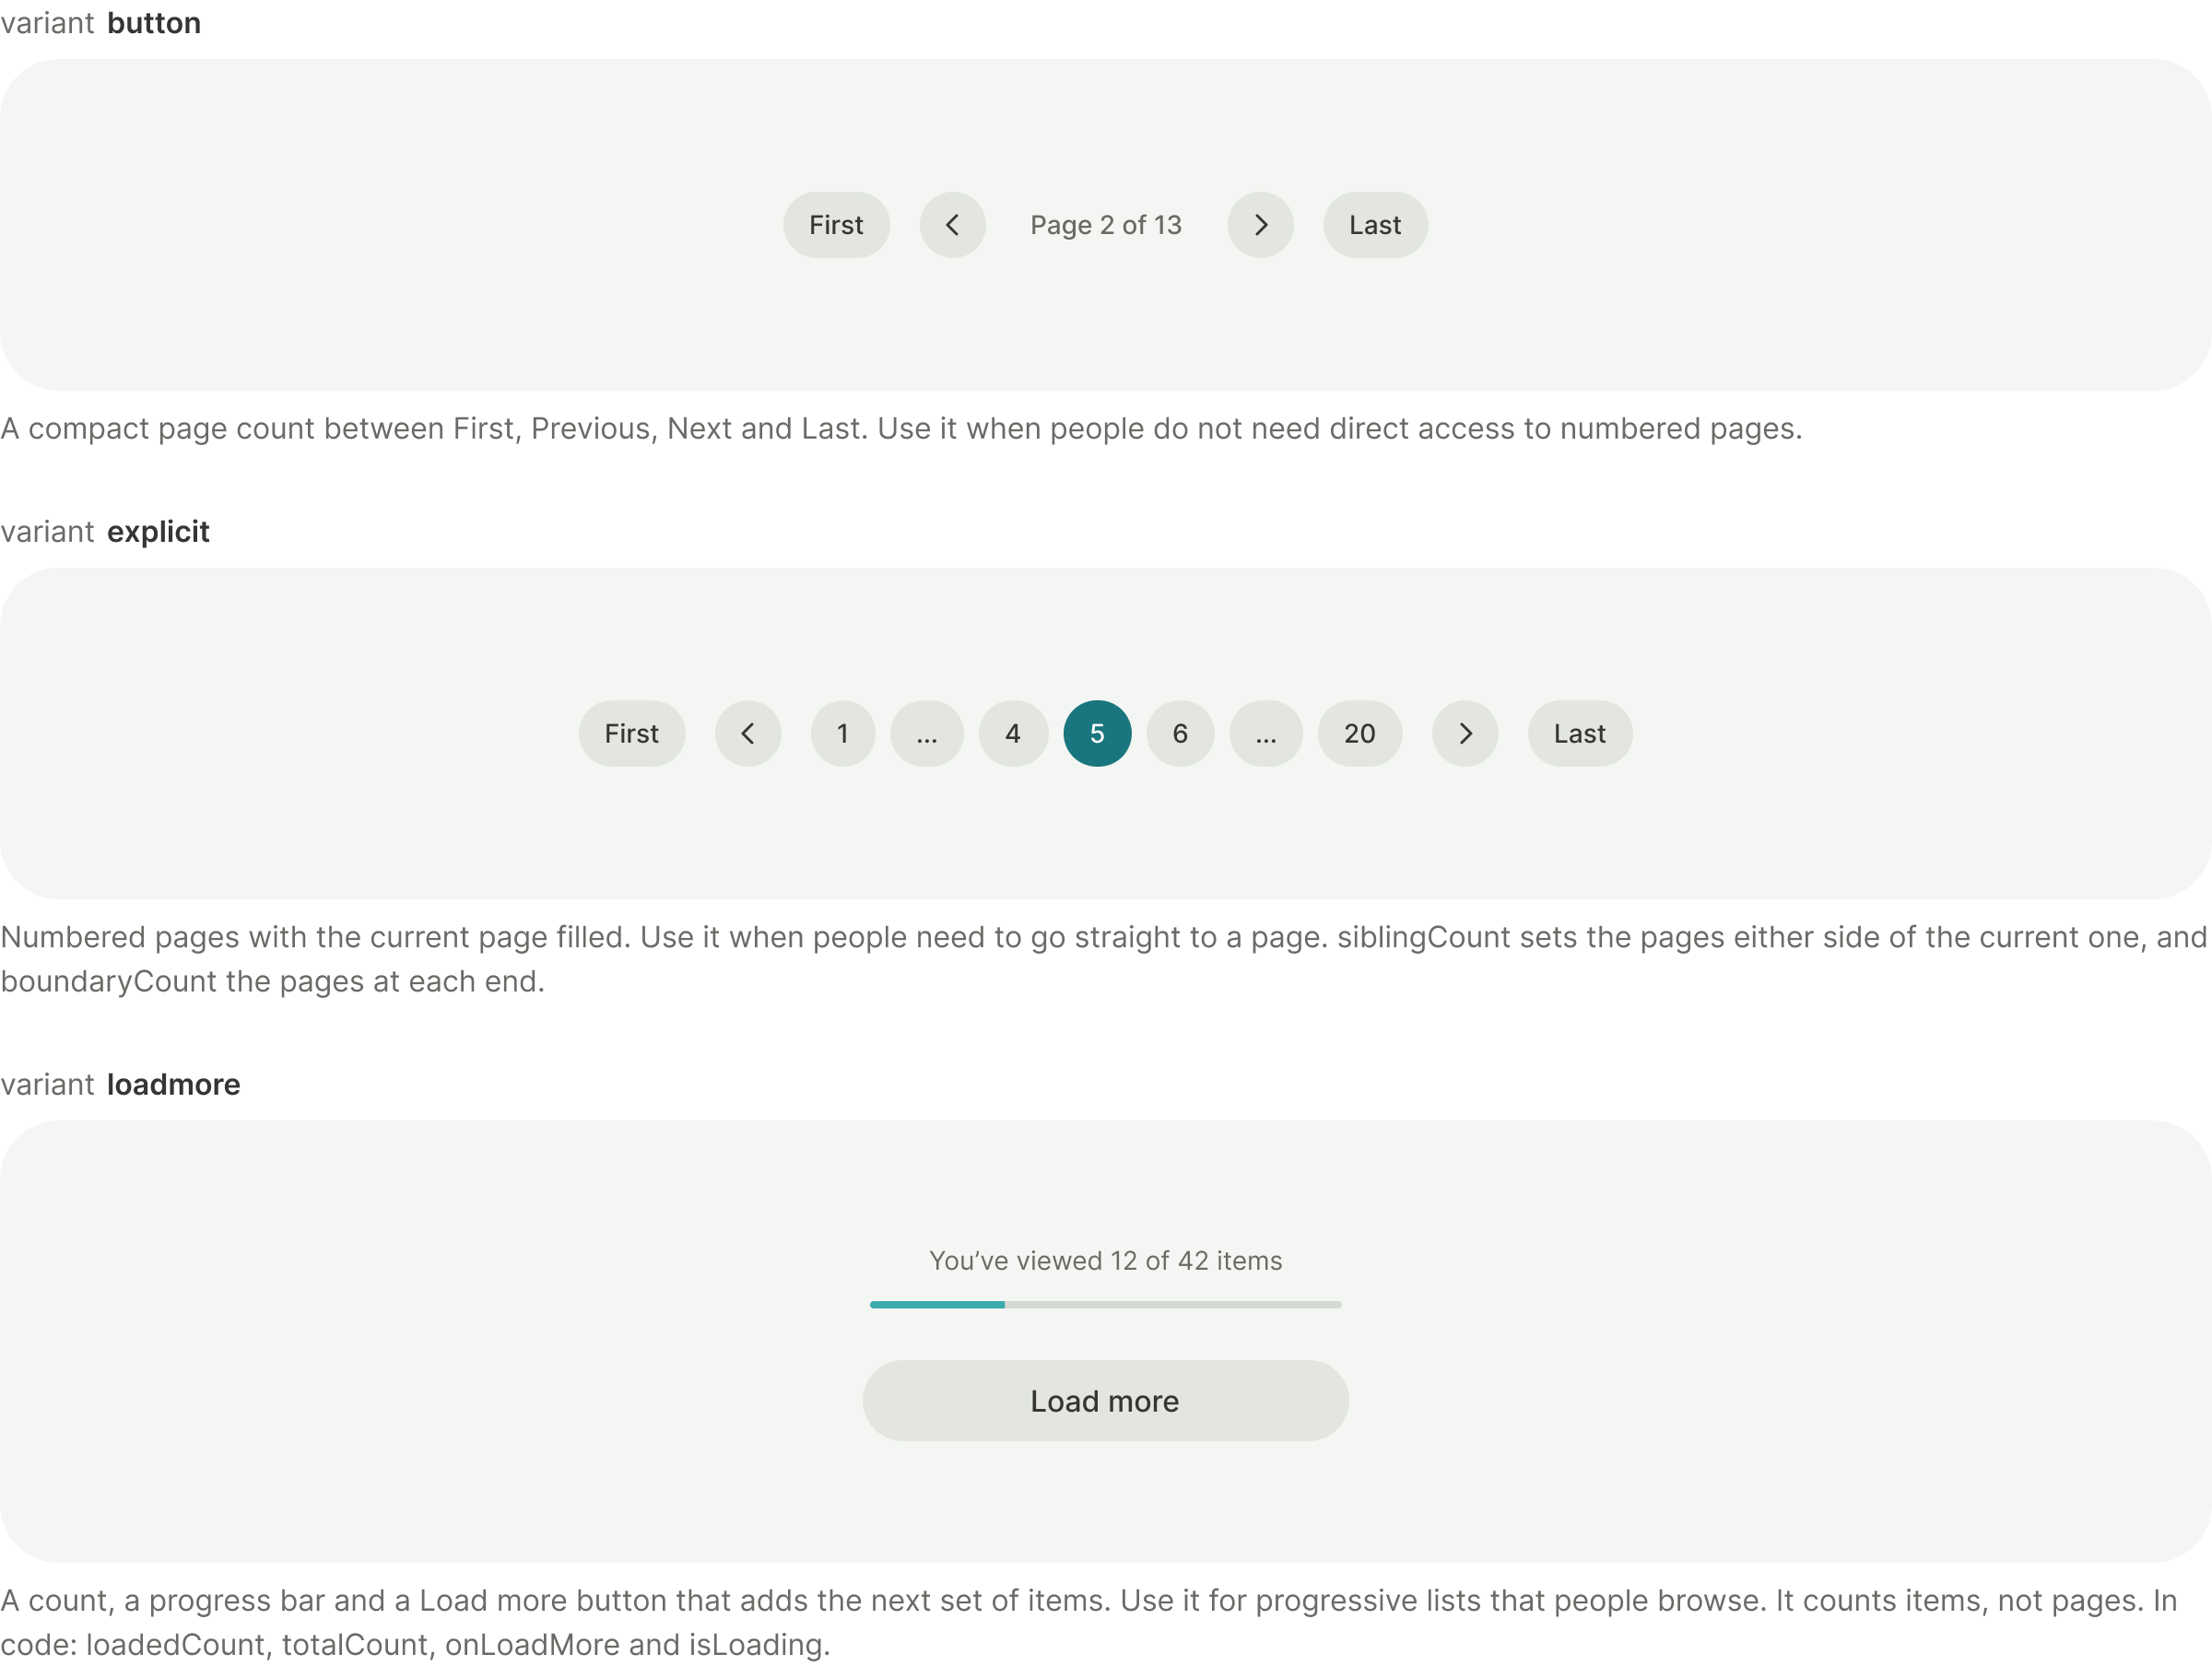 variant button
First Page 2 of 13 Last
A compact page count between First, Previous, Next and Last. Use it when people do not need direct access to numbered pages.
variant explicit
First 1 ... 4 5 6 ... 20 Last
Numbered pages with the current page filled. Use it when people need to go straight to a page. siblingCount sets the pages either side of the current one, and
boundaryCount the pages at each end.
variant loadmore
You’ve viewed 12 of 42 items
Load more
A count, a progress bar and a Load more button that adds the next set of items. Use it for progressive lists that people browse. It counts items, not pages. In
code: loadedCount, totalCount, onLoadMore and isLoading.